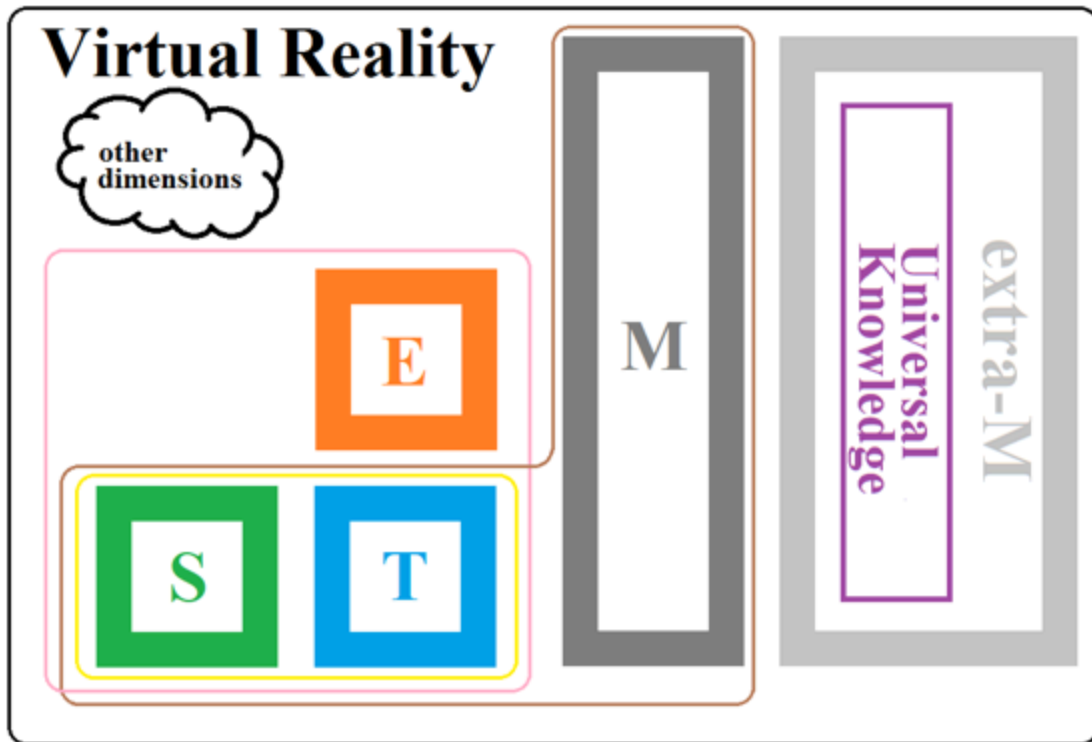 Virtual Reality
other
dimensions
E
M
S
T
Universal
Knowledge
extra-M